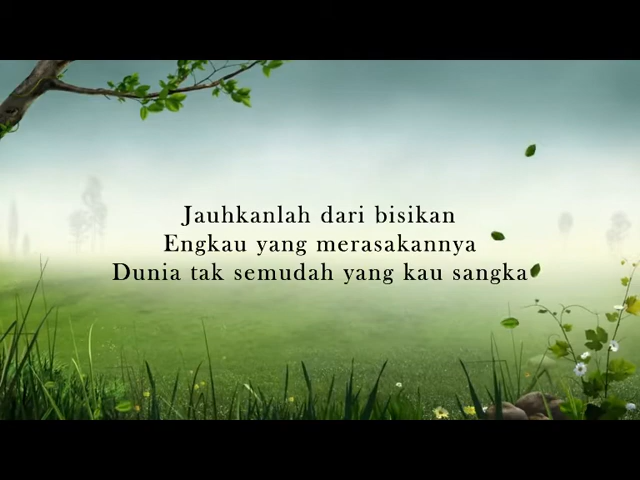 Jauhkanlah dari bisikan
Engkau yang merasakannya
Dunia tak semudah yang kau sangka